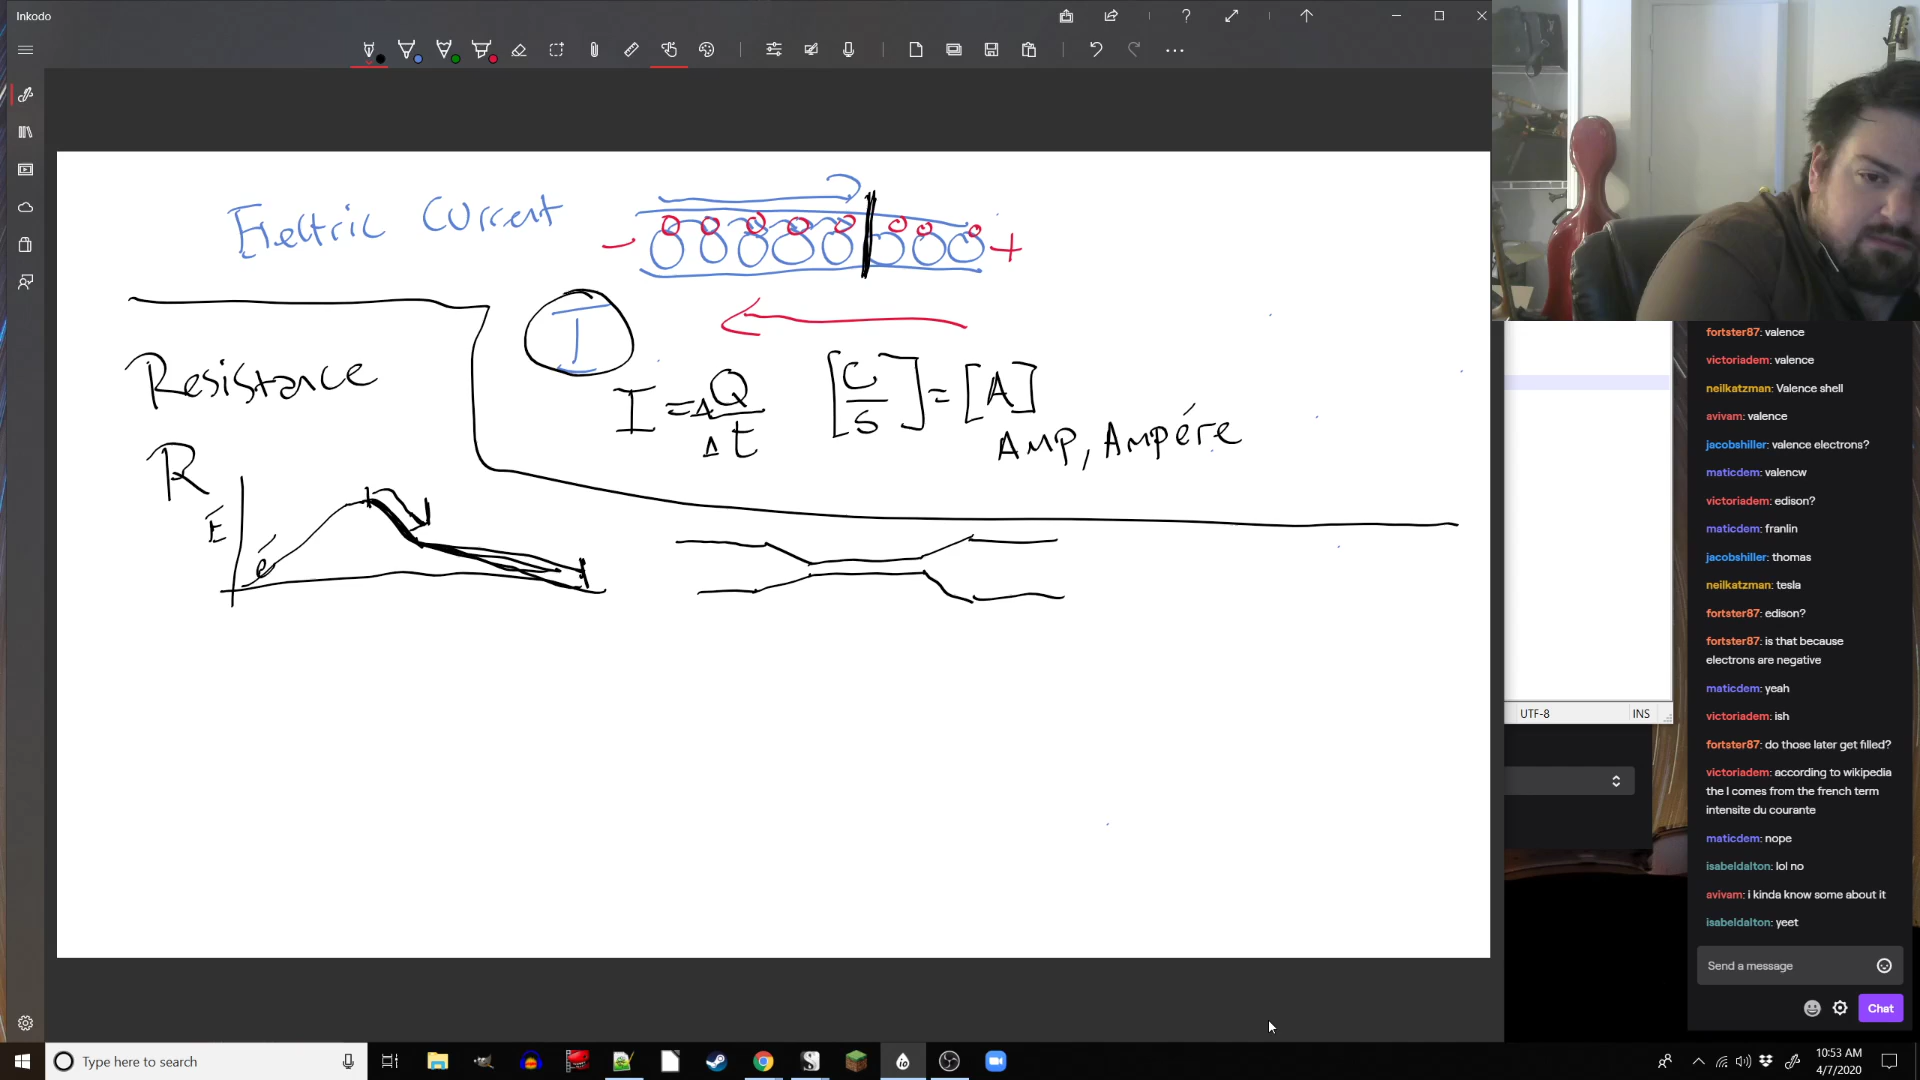 Inkodo
Electric Current
-
+
I
Resistance
I = ΔQ/Δt [C/s] = [A]
Amp, Ampére
R
E
é
fortster87: valence
victoriadem: valence
neilkatzman: Valence shell
avivam: valence
jacobshiller: valence electrons?
maticdem: valencw
victoriadem: edison?
maticdem: franlin
jacobshiller: thomas
neilkatzman: tesla
fortster87: edison?
fortster87: is that because
electrons are negative
maticdem: yeah
victoriadem: ish
fortster87: do those later get filled?
victoriadem: according to wikipedia
the I comes from the french term
intensite du courante
maticdem: nope
isabeldalton: lol no
avivam: i kinda know some about it
isabeldalton: yeet
Send a message
Chat
UTF-8 INS
Type here to search
10:53 AM
4/7/2020